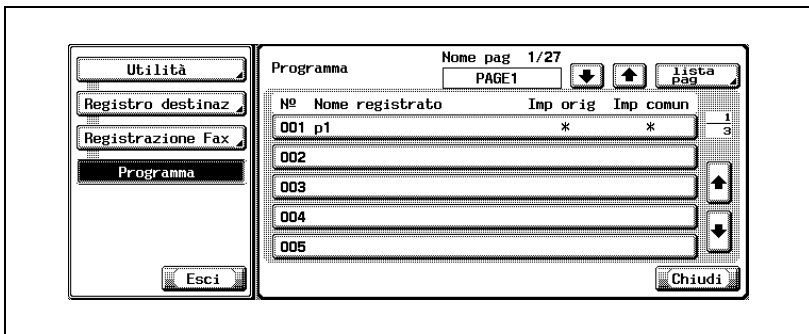 Utilità
Registro destinaz
Registrazione Fax
Programma
Esci
Programma
Nome pag 1/27
PAGE1
lista pag
Nº Nome registrato Imp orig Imp comun
001 p1 * *
1
3
002
003
004
005
Chiudi